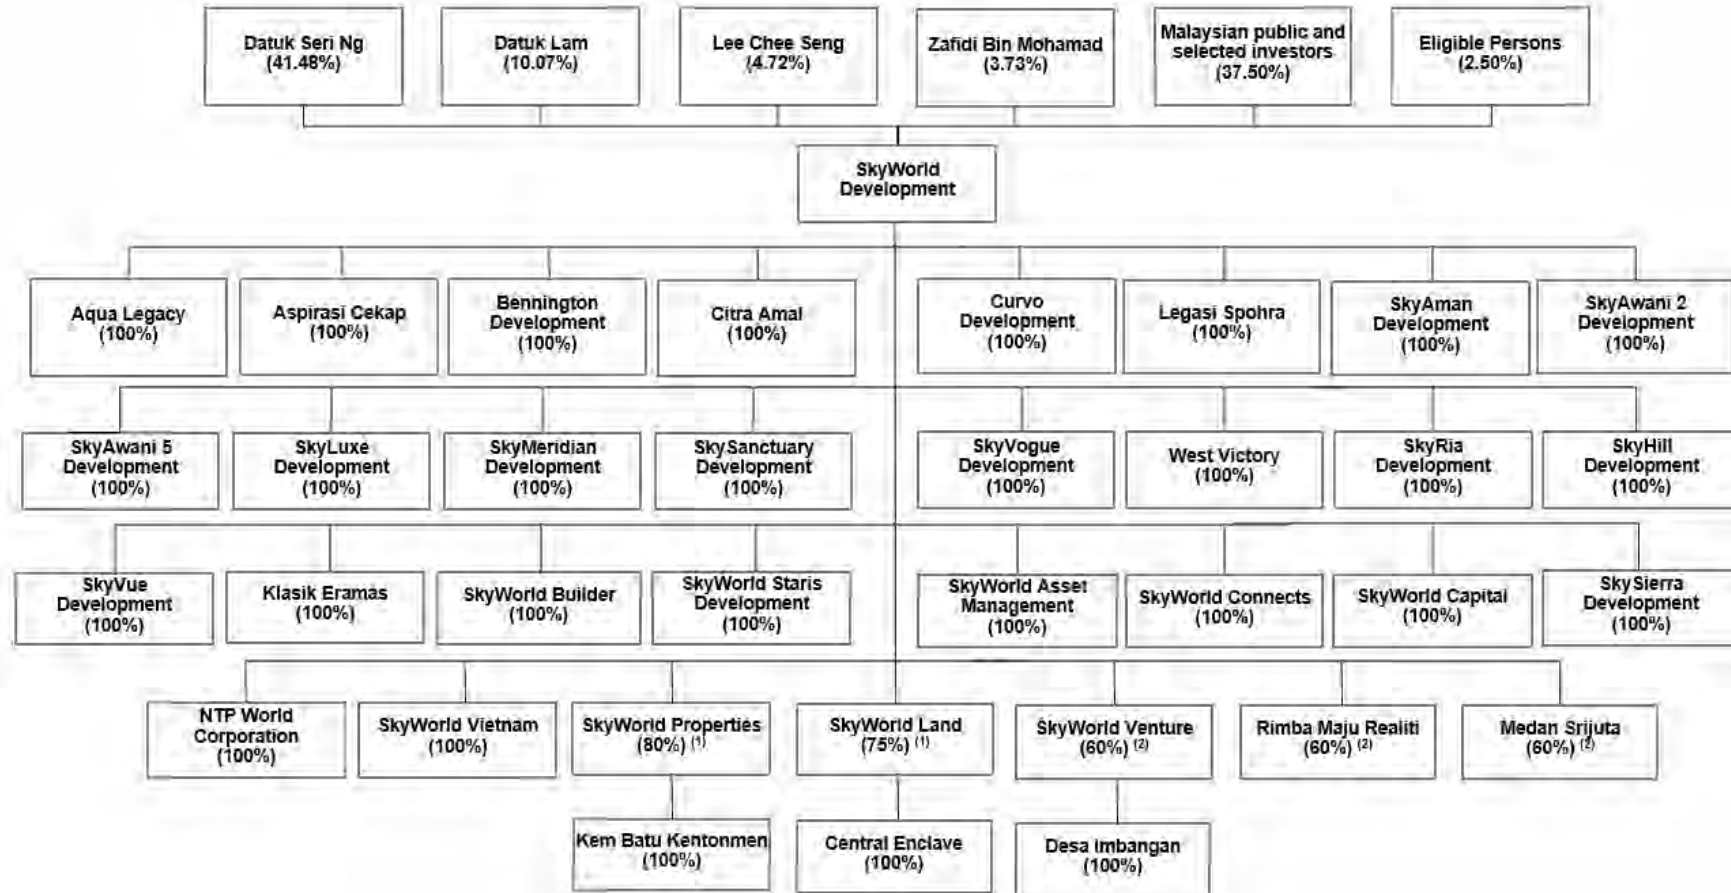 Datuk Seri Ng
(41.48%)
Datuk Lam
(10.07%)
Lee Chee Seng
(4.72%)
Zafidi Bin Mohamad
(3.73%)
Malaysian public and
selected investors
(37.50%)
Eligible Persons
(2.50%)
SkyWorld
Development
Aqua Legacy
(100%)
Aspirasi Cekap
(100%)
Bennington
Development
(100%)
Citra Amal
(100%)
Curvo
Development
(100%)
Legasi Spohra
(100%)
SkyAman
Development
(100%)
SkyAwani 2
Development
(100%)
SkyAwani 5
Development
(100%)
SkyLuxe
Development
(100%)
SkyMeridian
Development
(100%)
SkySanctuary
Development
(100%)
SkyVogue
Development
(100%)
West Victory
(100%)
SkyRia
Development
(100%)
SkyHill
Development
(100%)
SkyVue
Development
(100%)
Klasik Eramas
(100%)
SkyWorld Builder
(100%)
SkyWorld Staris
Development
(100%)
SkyWorld Asset
Management
(100%)
SkyWorld Connects
(100%)
SkyWorld Capital
(100%)
SkySierra
Development
(100%)
NTP World
Corporation
(100%)
SkyWorld Vietnam
(100%)
SkyWorld Properties
(80%) (1)
SkyWorld Land
(75%) (1)
SkyWorld Venture
(60%) (2)
Rimba Maju Realiti
(60%) (2)
Medan Srijuta
(60%) (2)
Kem Batu Kentonmen
(100%)
Central Enclave
(100%)
Desa Imbangan
(100%)